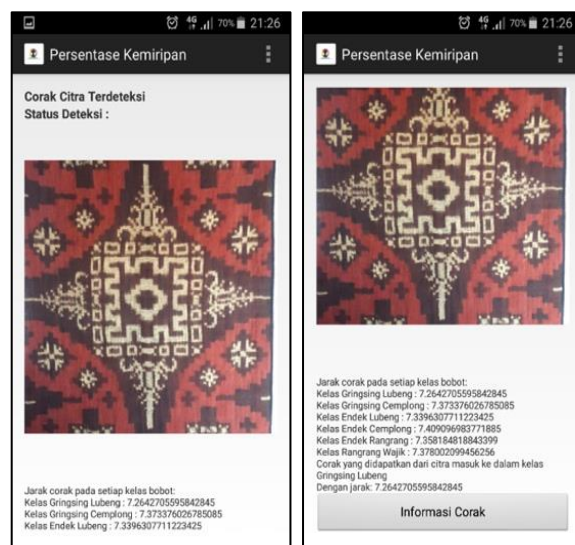 4G 70% 21:26
Persentase Kemiripan
Corak Citra Terdeteksi
Status Deteksi :
Jarak corak pada setiap kelas bobot:
Kelas Gringsing Lubeng : 7.2642705595842845
Kelas Gringsing Cemplong : 7.373376026785085
Kelas Endek Lubeng : 7.3396307711223425
4G 70% 21:26
Persentase Kemiripan
Jarak corak pada setiap kelas bobot:
Kelas Gringsing Lubeng : 7.2642705595842845
Kelas Gringsing Cemplong : 7.373376026785085
Kelas Endek Lubeng : 7.3396307711223425
Kelas Endek Cemplong : 7.409096983771885
Kelas Endek Rangrang : 7.358184818843399
Kelas Rangrang Wajik : 7.378002099456256
Corak yang didapatkan dari citra masuk ke dalam kelas
Gringsing Lubeng
Dengan jarak: 7.2642705595842845
Informasi Corak